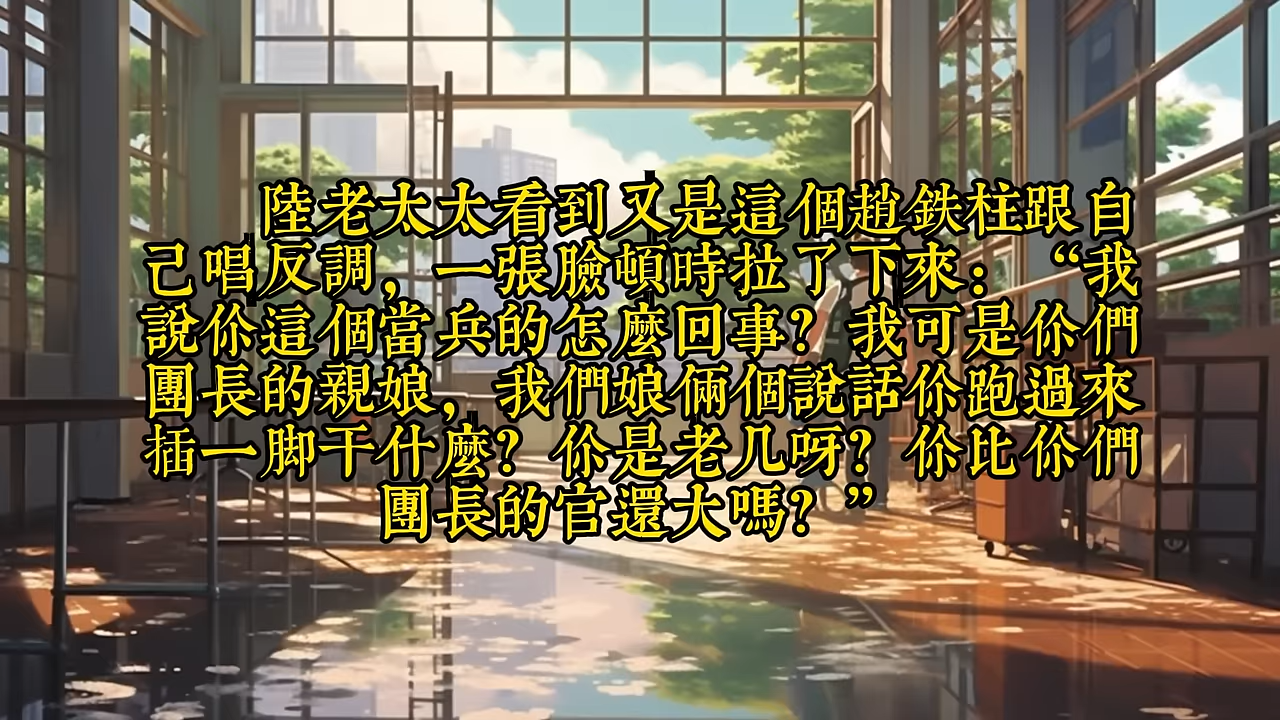 陸老太太看到又是這個趙鉄柱跟自
己唱反調，一張臉頓時拉了下來：“我
說你這個當兵的怎麼回事？我可是你們
團長的親娘，我們娘倆個說話你跑過來
插一脚干什麼？你是老几呀？你比你們
團長的官還大嗎？”